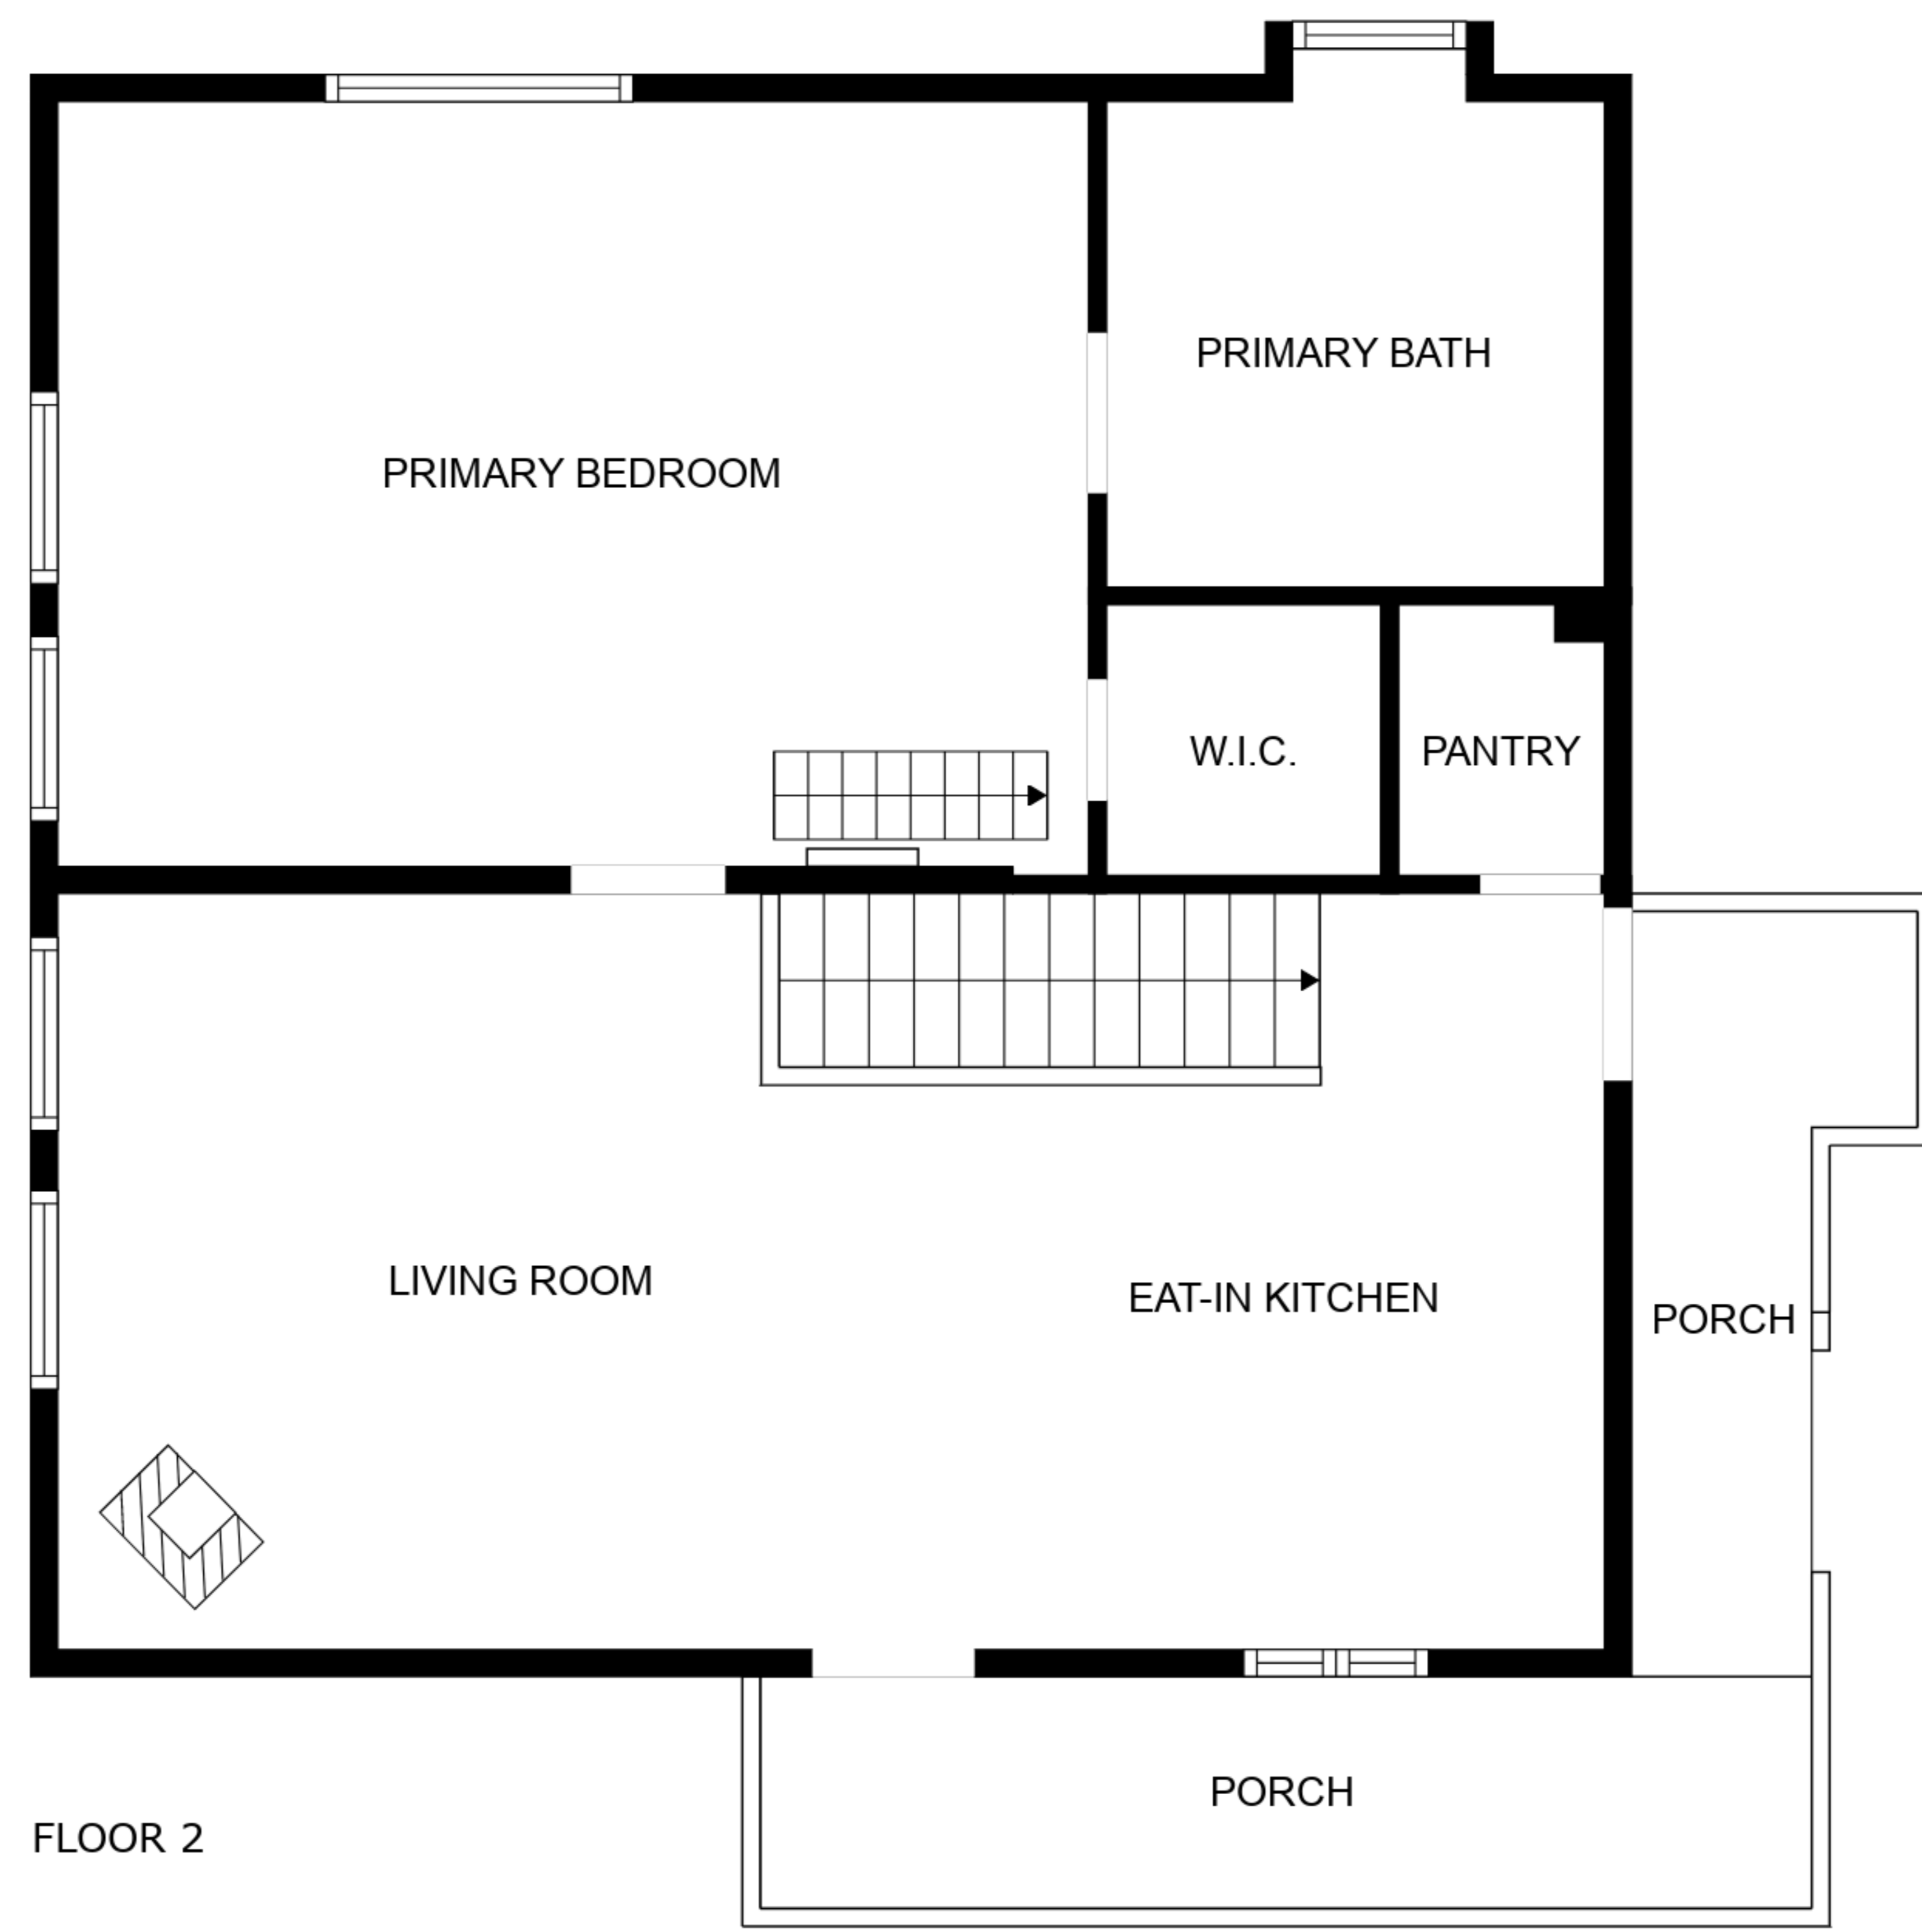 PRIMARY BATH
PRIMARY BEDROOM
W.I.C.
PANTRY
LIVING ROOM
EAT-IN KITCHEN
PORCH
PORCH
FLOOR 2